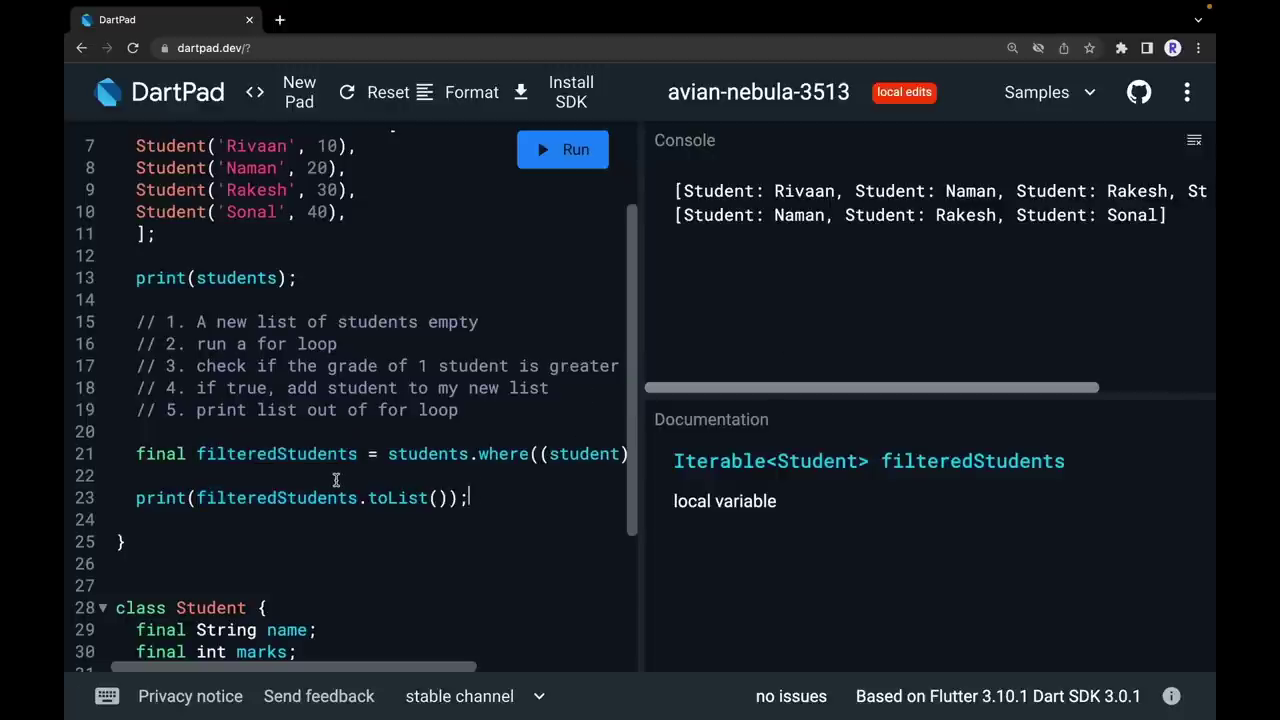 DartPad
dartpad.dev/?
R
DartPad
<> New Pad
Reset
Format
Install SDK
avian-nebula-3513
local edits
Samples
7 Student('Rivaan', 10),
8 Student('Naman', 20),
9 Student('Rakesh', 30),
10 Student('Sonal', 40),
11 ];
12
13 print(students);
14
15 // 1. A new list of students empty
16 // 2. run a for loop
17 // 3. check if the grade of 1 student is greater
18 // 4. if true, add student to my new list
19 // 5. print list out of for loop
20
21 final filteredStudents = students.where((student)
22
23 print(filteredStudents.toList());
24
25 }
26
27
28 class Student {
29 final String name;
30 final int marks;
Run
Console
[Student: Rivaan, Student: Naman, Student: Rakesh, St
[Student: Naman, Student: Rakesh, Student: Sonal]
Documentation
Iterable<Student> filteredStudents
local variable
Privacy notice
Send feedback
stable channel
no issues
Based on Flutter 3.10.1 Dart SDK 3.0.1